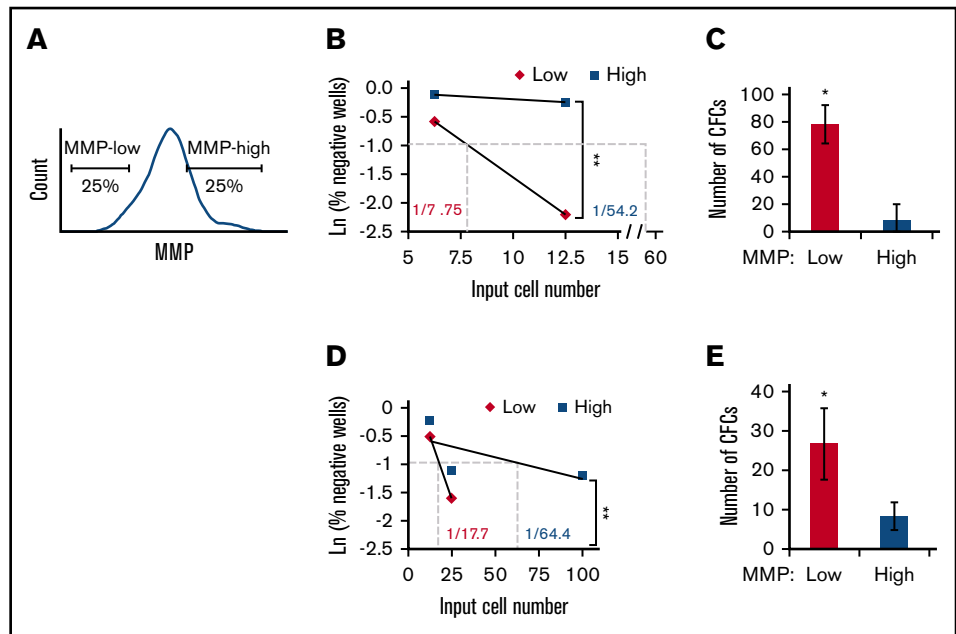 A
MMP-low MMP-high
25% 25%
Count
MMP
B
Low High
Ln (% negative wells)
0.0
-0.5
-1.0
-1.5
-2.0
-2.5
**
1/7 .75 1/54.2
5 7.5 10 12.5 15 // 60
Input cell number
C
Number of CFCs
100
80
60
40
20
0
*
MMP: Low High
D
Low High
Ln (% negative wells)
0
-0.5
-1
-1.5
-2
-2.5
**
1/17.7 1/64.4
0 25 50 75 100
Input cell number
E
Number of CFCs
40
30
20
10
0
*
MMP: Low High